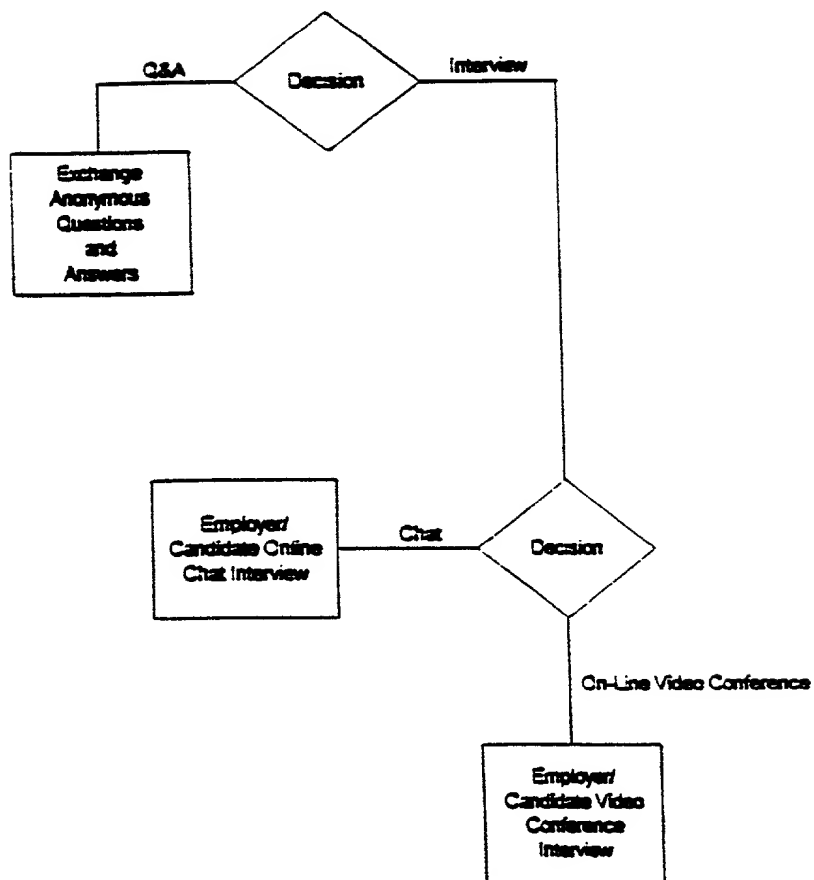 Q&A
Decision
Interview
Exchange
Anonymous
Questions
and
Answers
Employer/
Candidate Online
Chat Interview
Chat
Decision
On-Line Video Conference
Employer/
Candidate Video
Conference
Interview